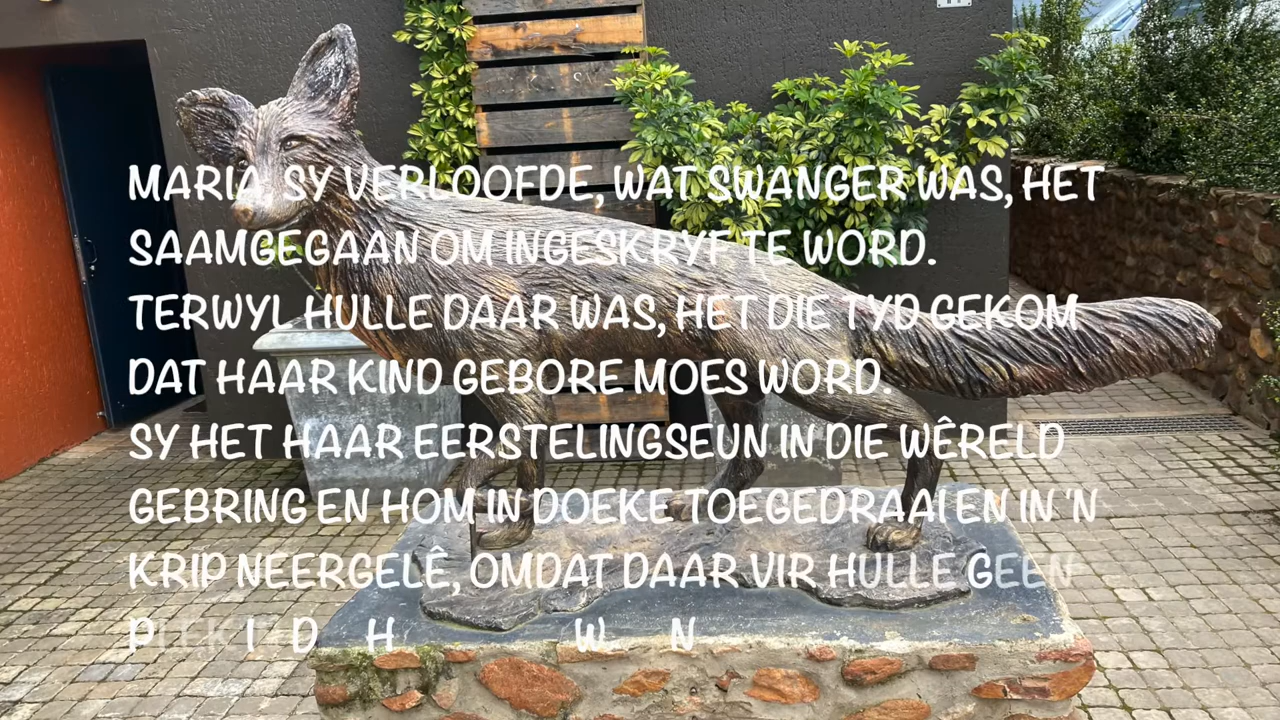 MARIA, SY VERLOOFDE, WAT SWANGER WAS, HET
SAAMGEGAAN OM INGESKRYF TE WORD.
TERWYL HULLE DAAR WAS, HET DIE TYD GEKOM
DAT HAAR KIND GEBORE MOES WORD.
SY HET HAAR EERSTELINGSEUN IN DIE WÊRELD
GEBRING EN HOM IN DOEKE TOEGEDRAAI EN IN 'N
KRIP NEERGELÊ, OMDAT DAAR VIR HULLE GEEN
PLEK I D H W N